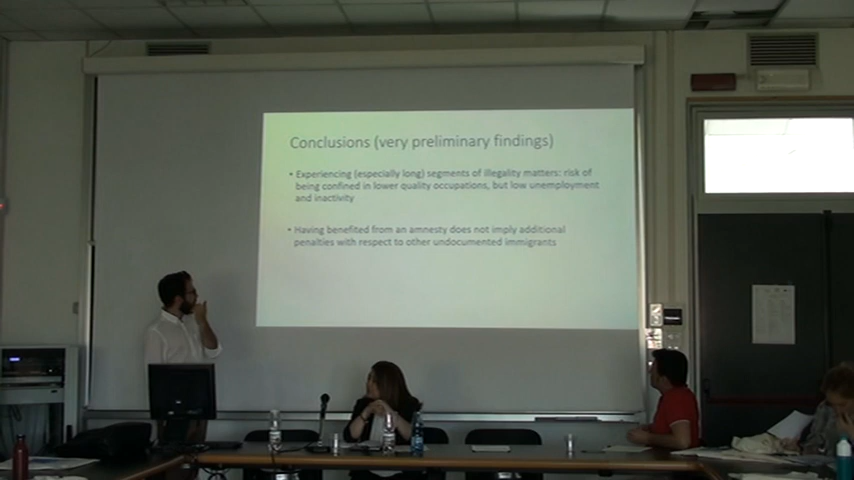 Conclusions (very preliminary findings)
• Experiencing (especially long) segments of illegality matters: risk of
being confined in lower quality occupations, but low unemployment
and inactivity
• Having benefited from an amnesty does not imply additional
penalties with respect to other undocumented immigrants